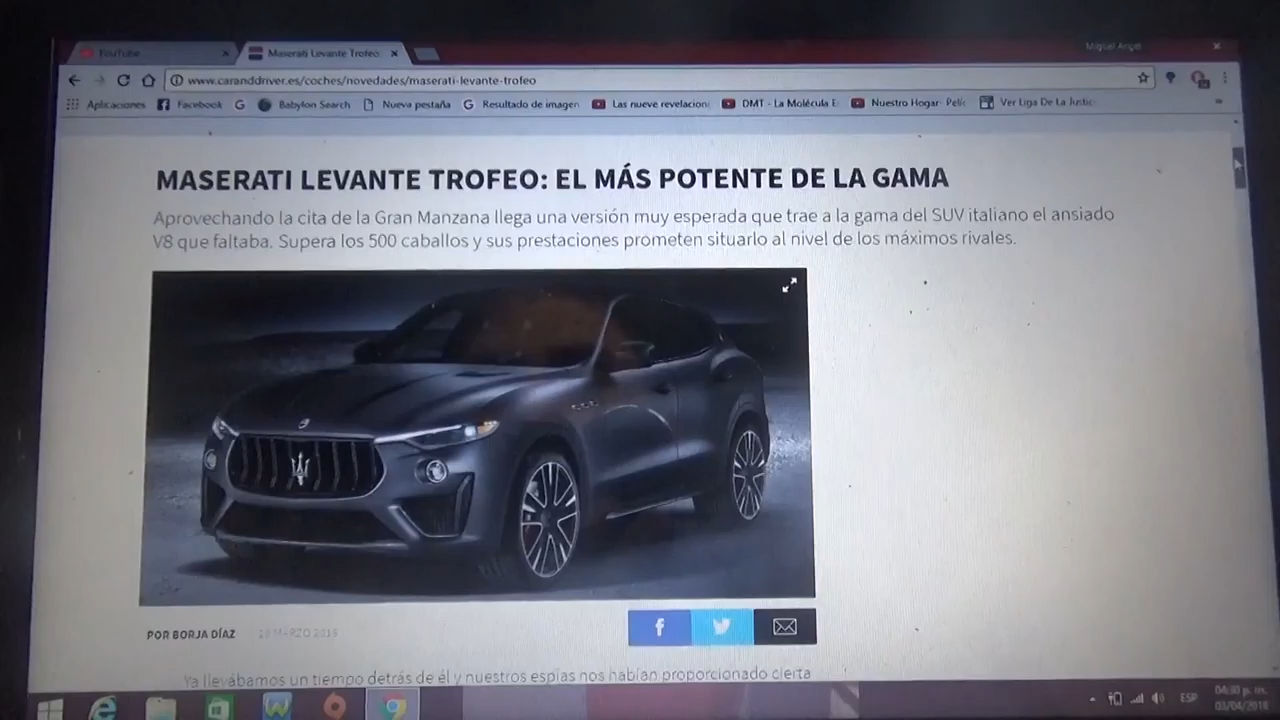 YouTube
Maserati Levante Trofeo:
Miguel Angel
www.caranddriver.es/coches/novedades/maserati-levante-trofeo
Aplicaciones Facebook Babylon Search Nueva pestaña Resultado de imagen Las nueve revelacion DMT - La Molécula E Nuestro Hogar- Pelíc Ver Liga De La Justic
MASERATI LEVANTE TROFEO: EL MÁS POTENTE DE LA GAMA
Aprovechando la cita de la Gran Manzana llega una versión muy esperada que trae a la gama del SUV italiano el ansiado
V8 que faltaba. Supera los 500 caballos y sus prestaciones prometen situarlo al nivel de los máximos rivales.
POR BORJA DÍAZ
28 MARZO 2018
Ya llevábamos un tiempo detrás de él y nuestros espías nos habían proporcionado cierta
ESP
04:30 p. m.
03/04/2018